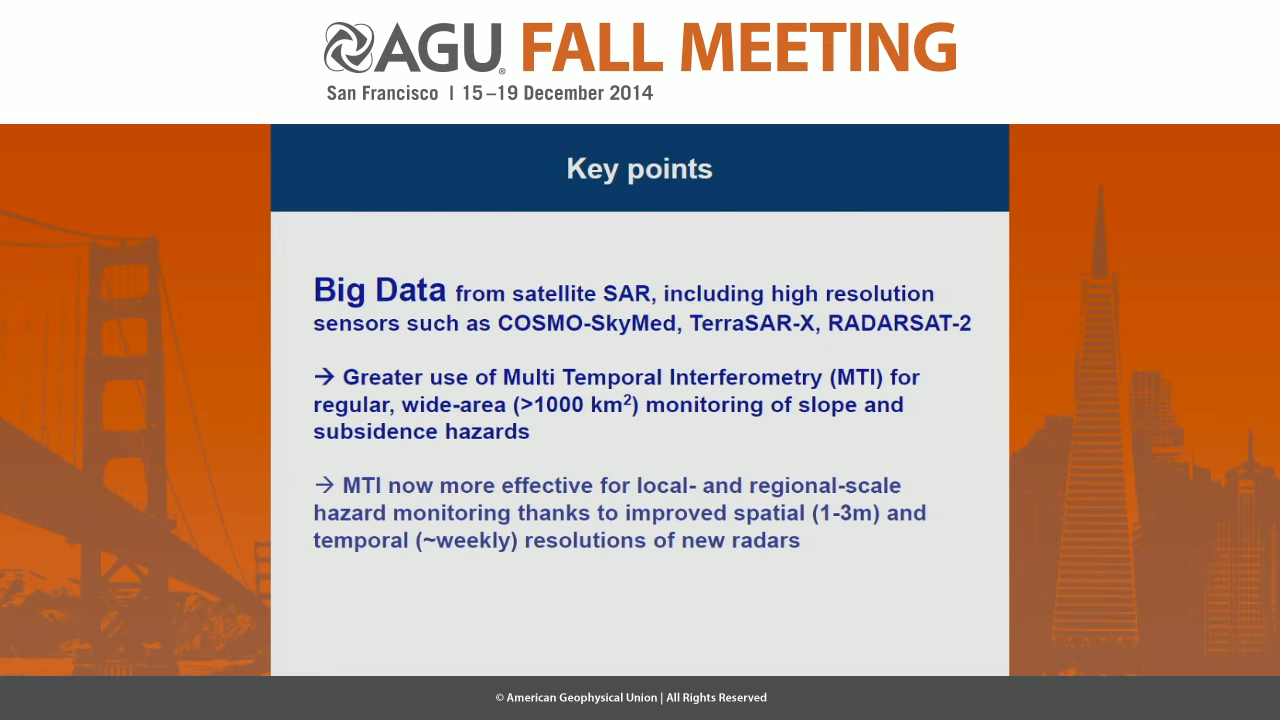 AGU® FALL MEETING
San Francisco | 15–19 December 2014
Key points
Big Data from satellite SAR, including high resolution
sensors such as COSMO-SkyMed, TerraSAR-X, RADARSAT-2
→ Greater use of Multi Temporal Interferometry (MTI) for
regular, wide-area (>1000 km²) monitoring of slope and
subsidence hazards
→ MTI now more effective for local- and regional-scale
hazard monitoring thanks to improved spatial (1-3m) and
temporal (~weekly) resolutions of new radars
© American Geophysical Union | All Rights Reserved